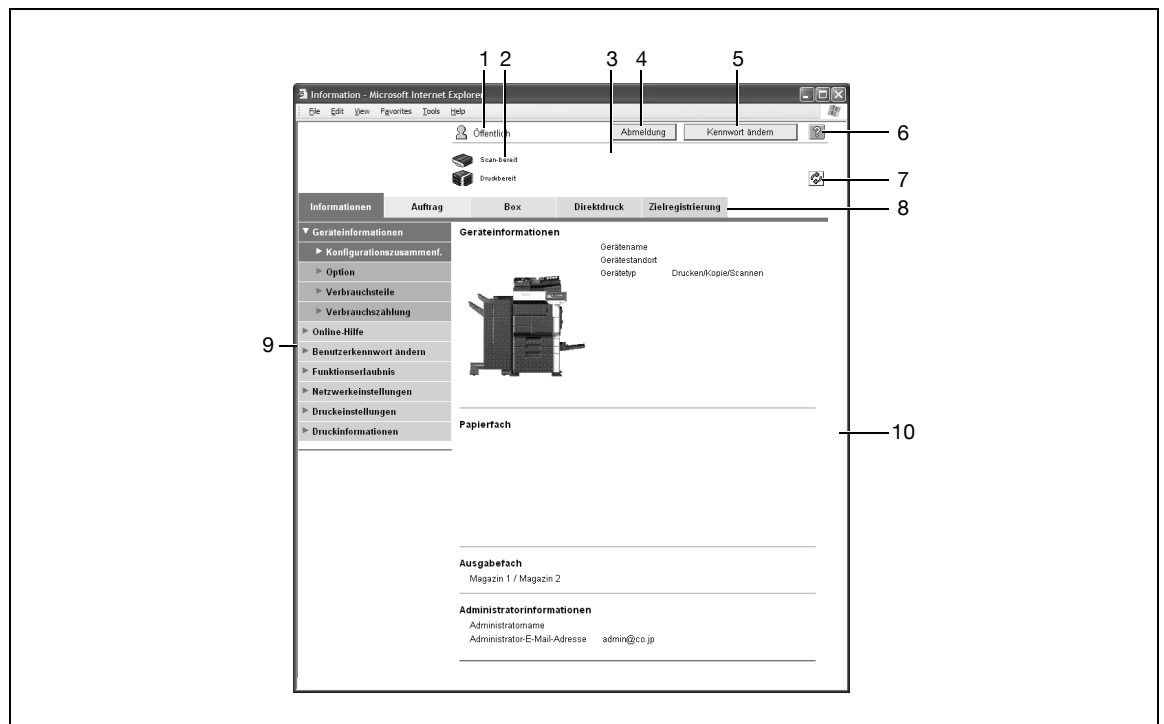 1 2 3 4 5
Information - Microsoft Internet Explorer
File Edit View Favorites Tools Help
Öffentlich Abmeldung Kennwort ändern 6
Scan-bereit
Druckbereit 7
Informationen Auftrag Box Direktdruck Zielregistrierung 8
Geräteinformationen
Konfigurationszusammenf.
Option
Verbrauchsteile
Verbrauchszählung
Online-Hilfe
9
Benutzerkennwort ändern
Funktionserlaubnis
Netzwerkeinstellungen
Druckeinstellungen
Druckinformationen
Geräteinformationen
Gerätename
Gerätestandort
Gerätetyp Drucken/Kopie/Scannen
Papierfach
10
Ausgabefach
Magazin 1 / Magazin 2
Administratorinformationen
Administratorname
Administrator-E-Mail-Adresse admin@co.jp